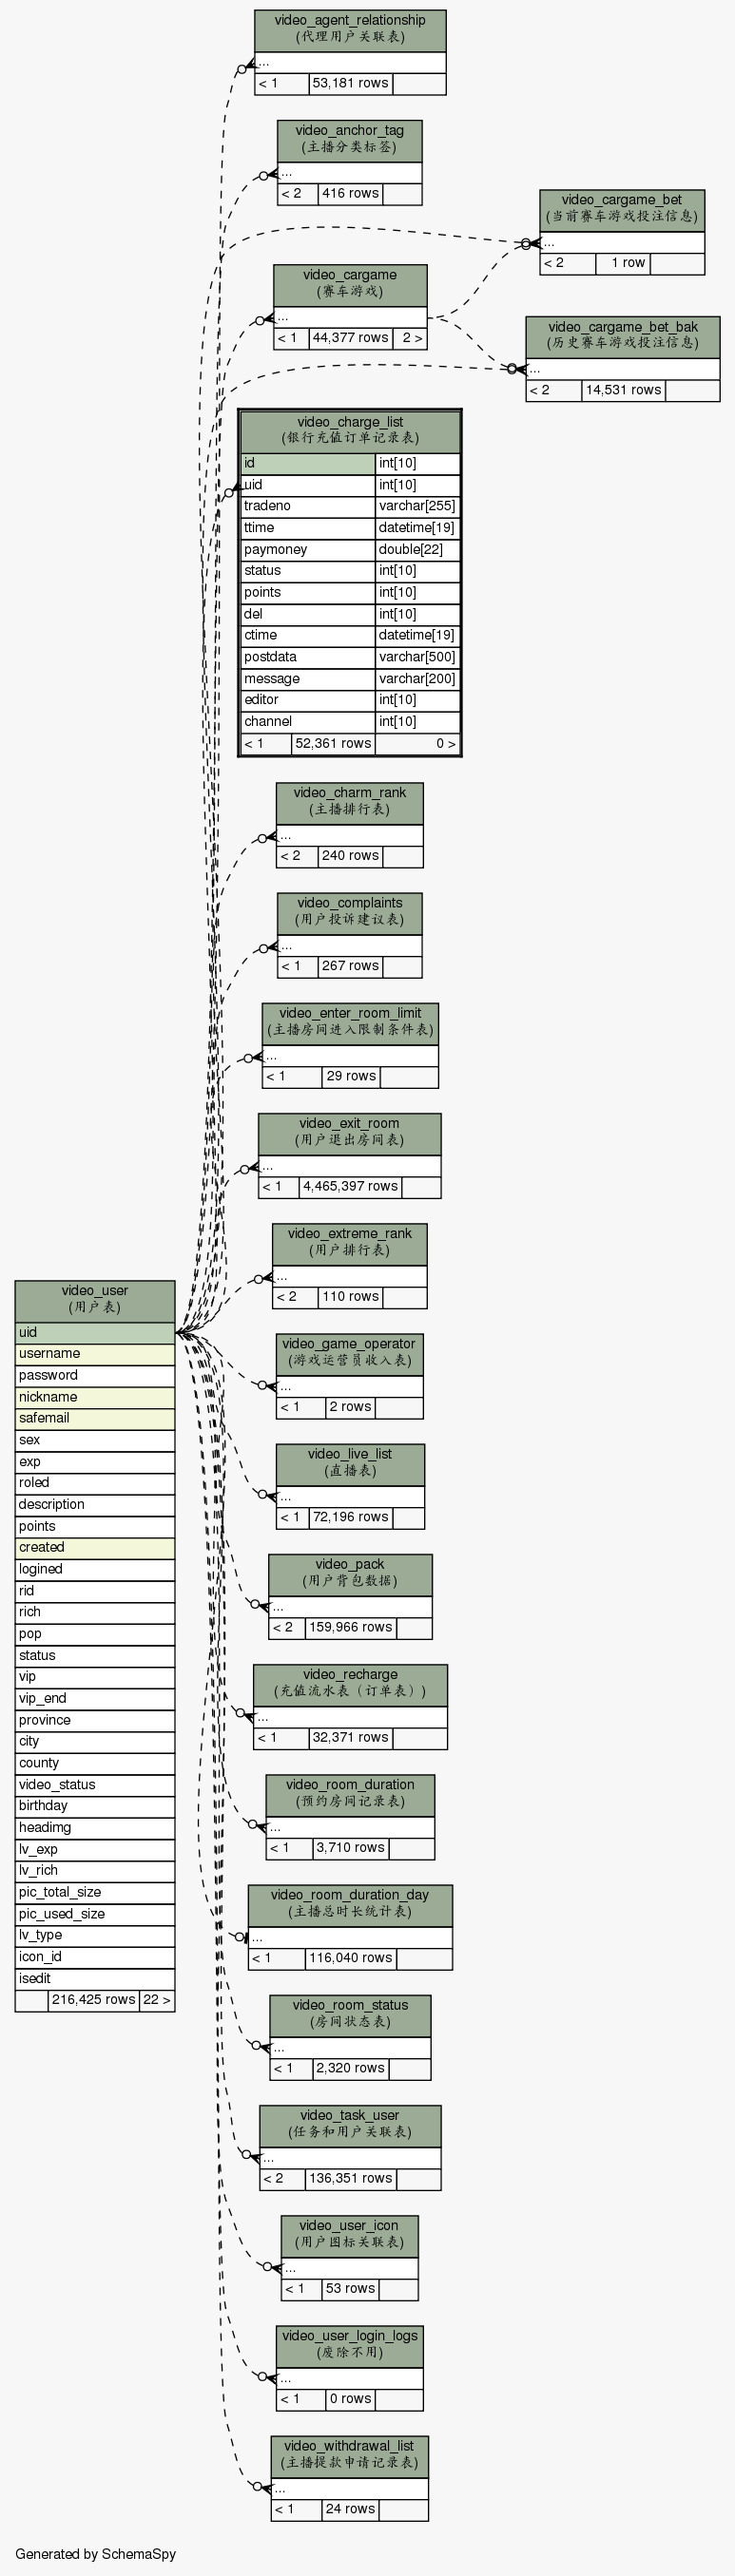 video_agent_relationship
(代理用户关联表)
...
< 1 53,181 rows
video_anchor_tag
(主播分类标签)
...
< 2 416 rows
video_cargame_bet
(当前赛车游戏投注信息)
...
< 2 1 row
video_cargame
(赛车游戏)
...
< 1 44,377 rows 2 >
video_cargame_bet_bak
(历史赛车游戏投注信息)
...
< 2 14,531 rows
video_charge_list
(银行充值订单记录表)
id int[10]
uid int[10]
tradeno varchar[255]
ttime datetime[19]
paymoney double[22]
status int[10]
points int[10]
del int[10]
ctime datetime[19]
postdata varchar[500]
message varchar[200]
editor int[10]
channel int[10]
< 1 52,361 rows 0 >
video_charm_rank
(主播排行表)
...
< 2 240 rows
video_complaints
(用户投诉建议表)
...
< 1 267 rows
video_enter_room_limit
(主播房间进入限制条件表)
...
< 1 29 rows
video_exit_room
(用户退出房间表)
...
< 1 4,465,397 rows
video_extreme_rank
(用户排行表)
...
< 2 110 rows
video_user
(用户表)
uid
username
password
nickname
safemail
sex
exp
roled
description
points
created
logined
rid
rich
pop
status
vip
vip_end
province
city
county
video_status
birthday
headimg
lv_exp
lv_rich
pic_total_size
pic_used_size
lv_type
icon_id
isedit
216,425 rows 22 >
video_game_operator
(游戏运营员收入表)
...
< 1 2 rows
video_live_list
(直播表)
...
< 1 72,196 rows
video_pack
(用户背包数据)
...
< 2 159,966 rows
video_recharge
(充值流水表（订单表）)
...
< 1 32,371 rows
video_room_duration
(预约房间记录表)
...
< 1 3,710 rows
video_room_duration_day
(主播总时长统计表)
...
< 1 116,040 rows
video_room_status
(房间状态表)
...
< 1 2,320 rows
video_task_user
(任务和用户关联表)
...
< 2 136,351 rows
video_user_icon
(用户图标关联表)
...
< 1 53 rows
video_user_login_logs
(废除不用)
...
< 1 0 rows
video_withdrawal_list
(主播提款申请记录表)
...
< 1 24 rows
Generated by SchemaSpy